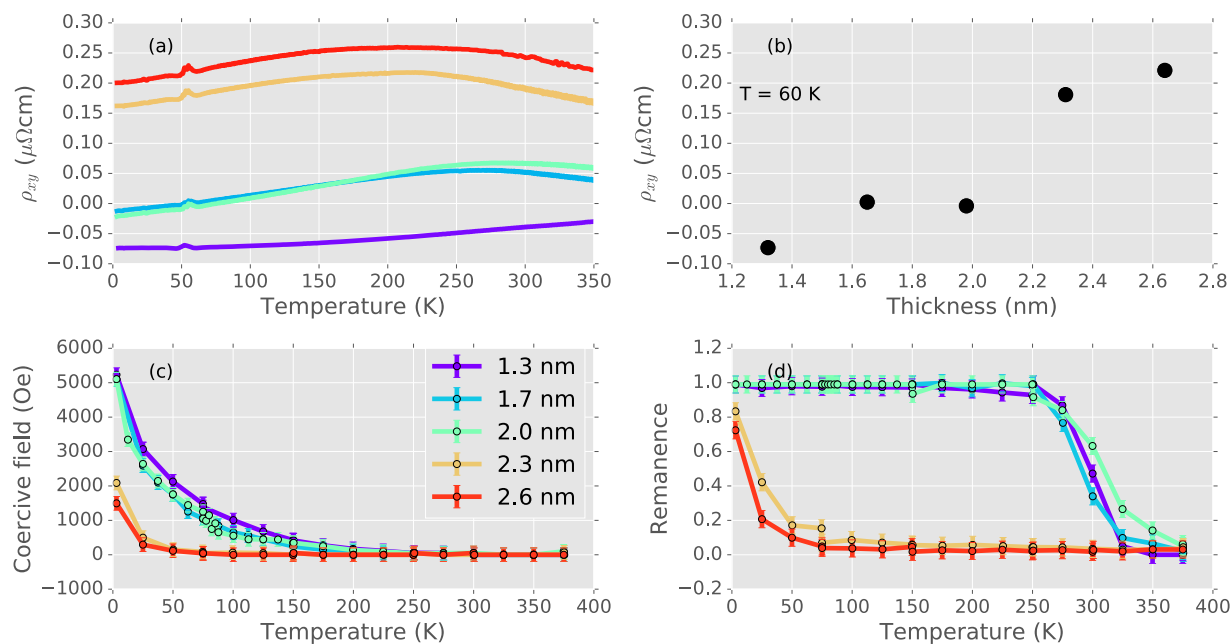 (a)
ρxy (μΩcm)
0.30
0.25
0.20
0.15
0.10
0.05
0.00
−0.05
−0.10
0 50 100 150 200 250 300 350
Temperature (K)
(b)
T = 60 K
ρxy (μΩcm)
0.30
0.25
0.20
0.15
0.10
0.05
0.00
−0.05
−0.10
1.2 1.4 1.6 1.8 2.0 2.2 2.4 2.6 2.8
Thickness (nm)
(c)
Coercive field (Oe)
6000
5000
4000
3000
2000
1000
0
−1000
1.3 nm
1.7 nm
2.0 nm
2.3 nm
2.6 nm
0 50 100 150 200 250 300 350 400
Temperature (K)
(d)
Remanence
1.2
1.0
0.8
0.6
0.4
0.2
0.0
−0.2
0 50 100 150 200 250 300 350 400
Temperature (K)